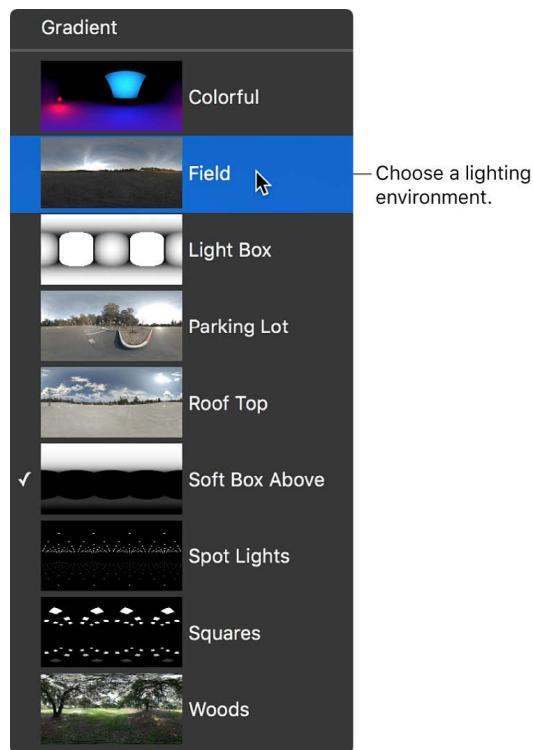 Gradient
Colorful
Field
Choose a lighting
environment.
Light Box
Parking Lot
Roof Top
Soft Box Above
Spot Lights
Squares
Woods